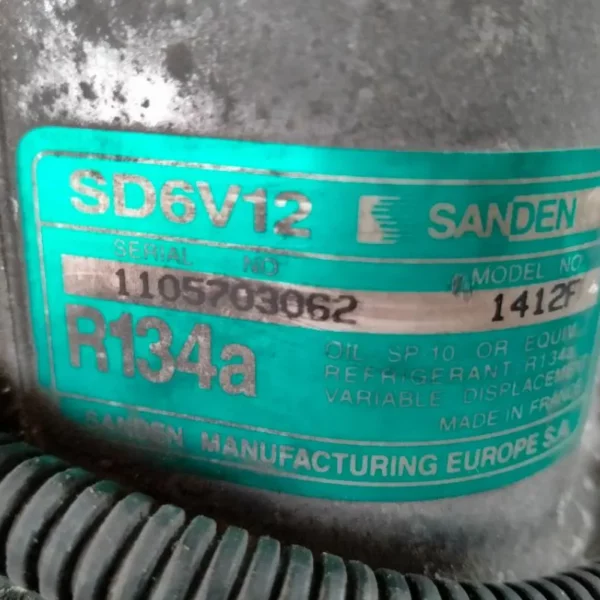 SD6V12 SANDEN
SERIAL NO MODEL NO
1105703062 1412F
R134a
OIL SP 10 OR EQUIV
REFRIGERANT R134a
VARIABLE DISPLACEMENT
MADE IN FRANCE
SANDEN MANUFACTURING EUROPE S.A.